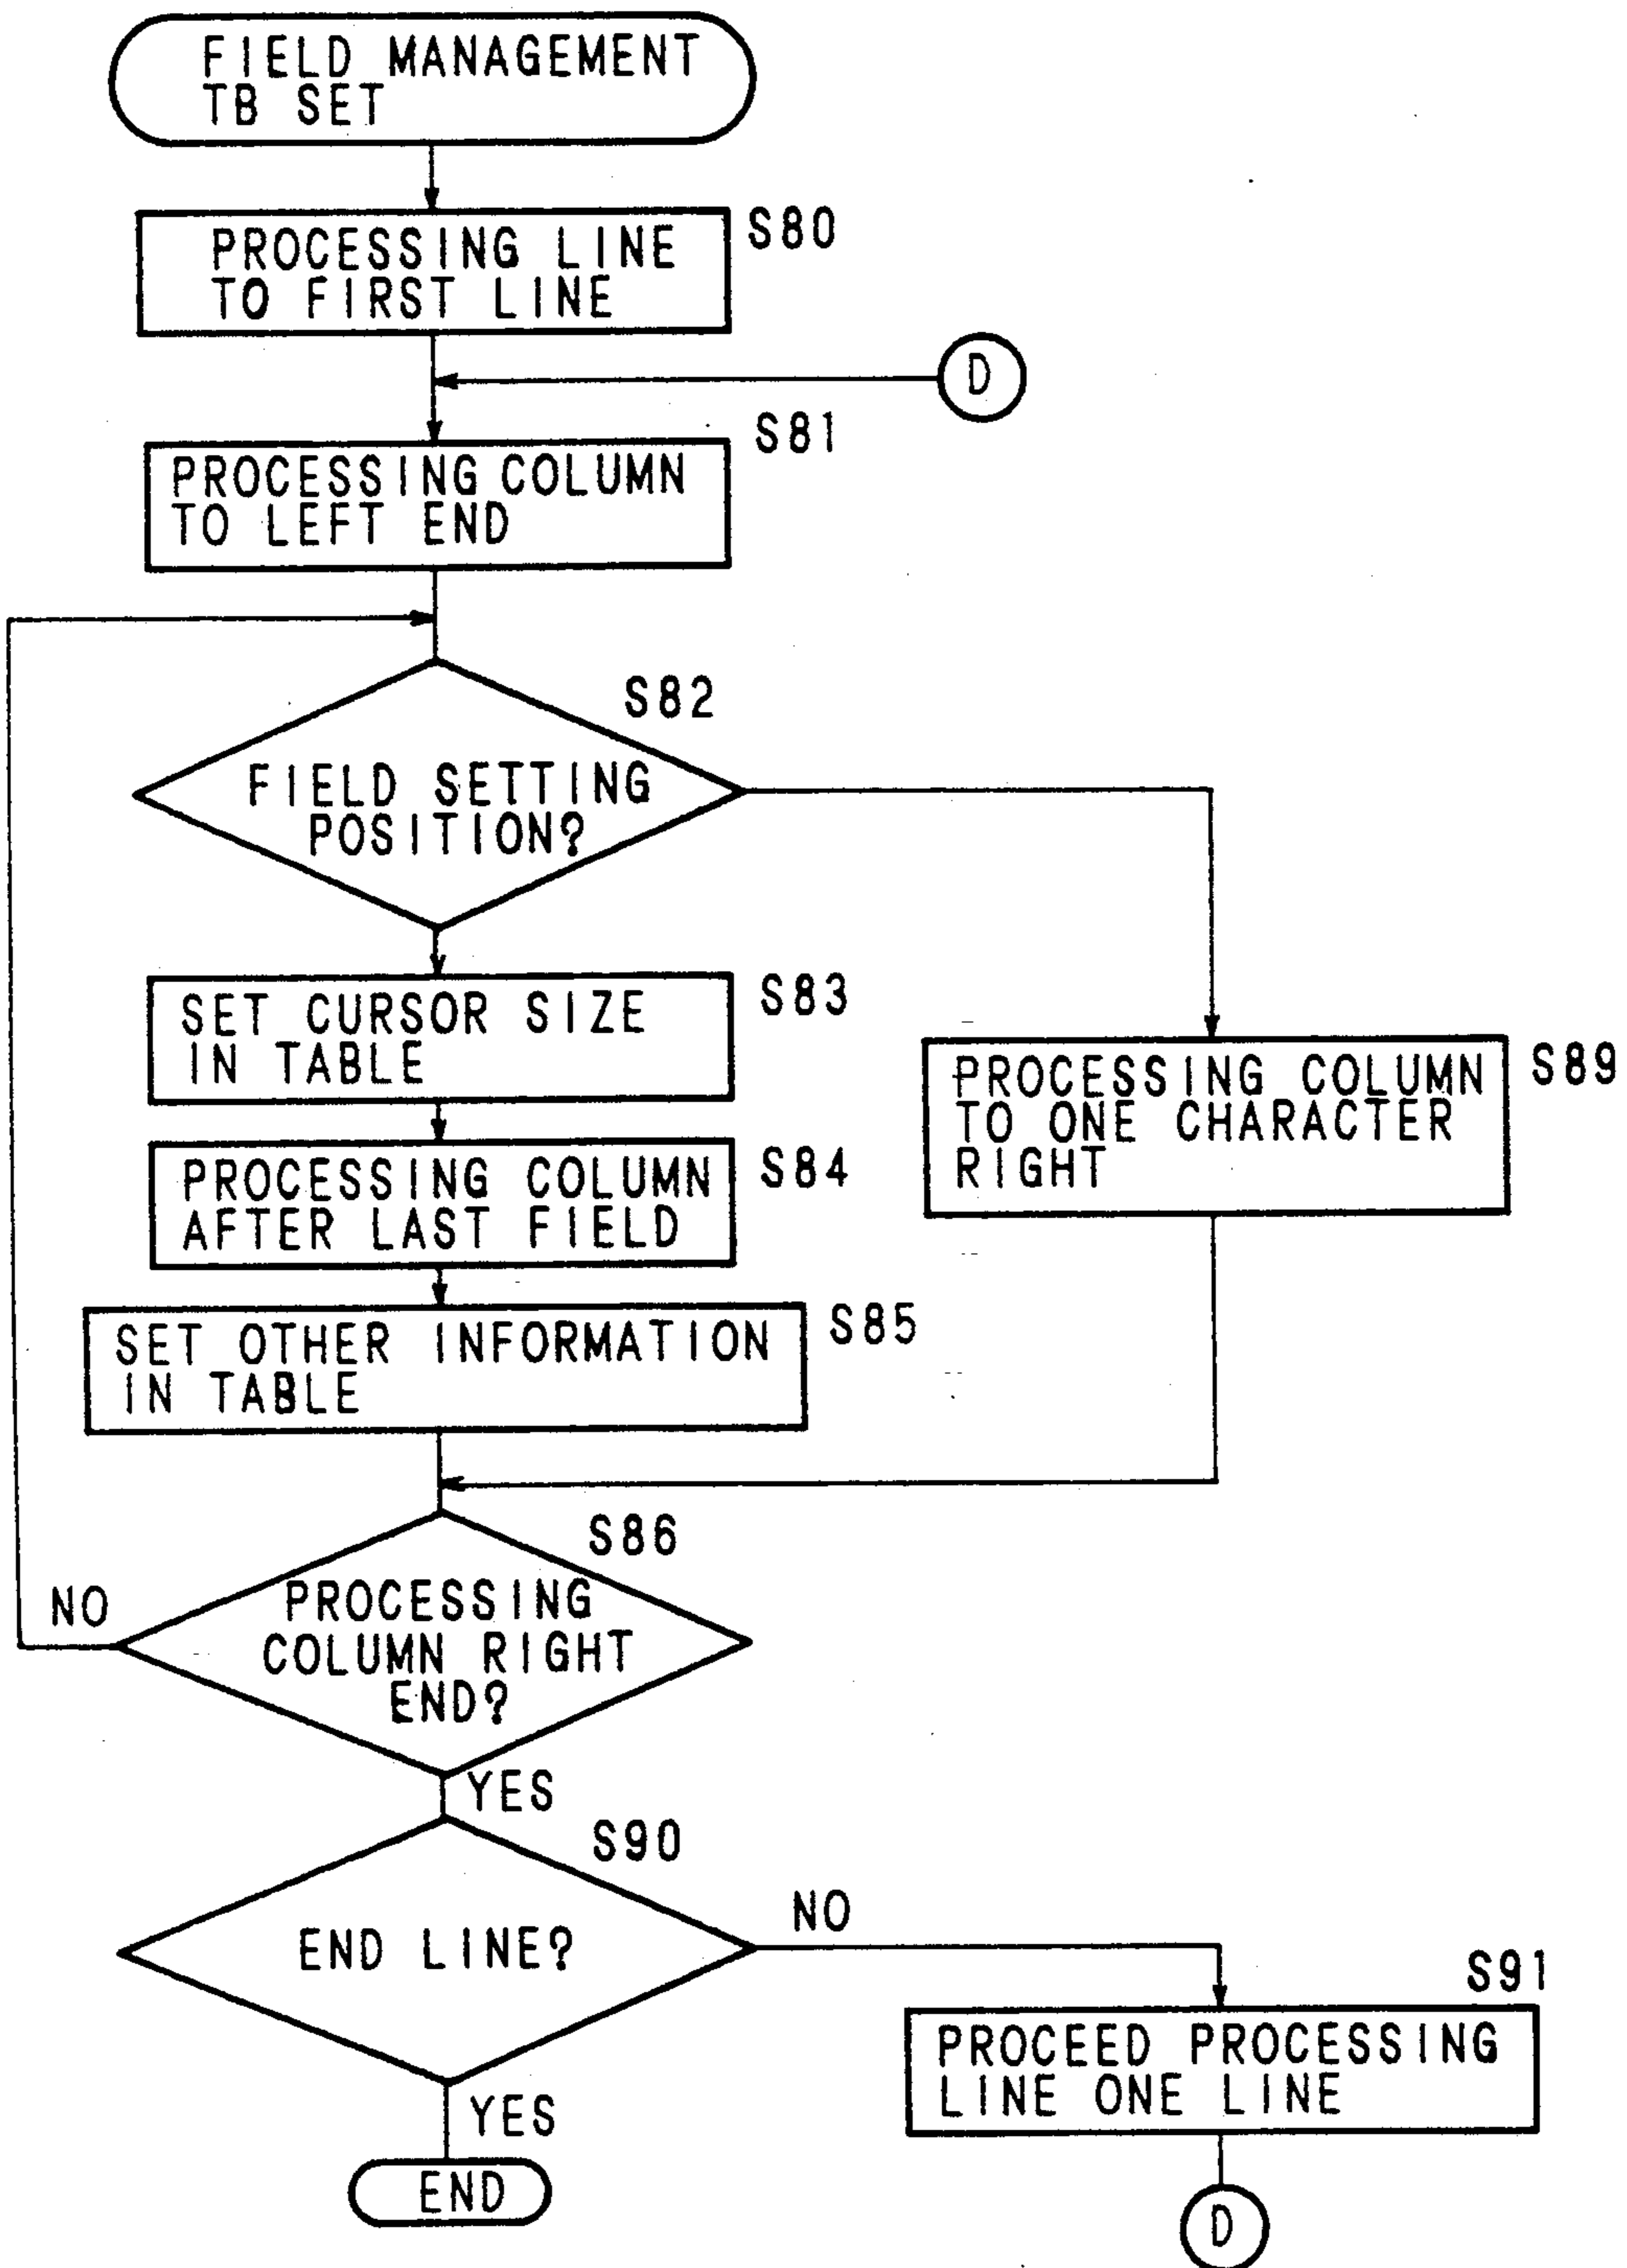 FIELD MANAGEMENT
TB SET
S80
PROCESSING LINE
TO FIRST LINE
D
S81
PROCESSING COLUMN
TO LEFT END
S82
FIELD SETTING
POSITION?
S83
SET CURSOR SIZE
IN TABLE
S89
PROCESSING COLUMN
TO ONE CHARACTER
RIGHT
S84
PROCESSING COLUMN
AFTER LAST FIELD
S85
SET OTHER INFORMATION
IN TABLE
S86
PROCESSING
COLUMN RIGHT
END?
NO
YES
S90
END LINE?
NO
S91
PROCEED PROCESSING
LINE ONE LINE
YES
END
D